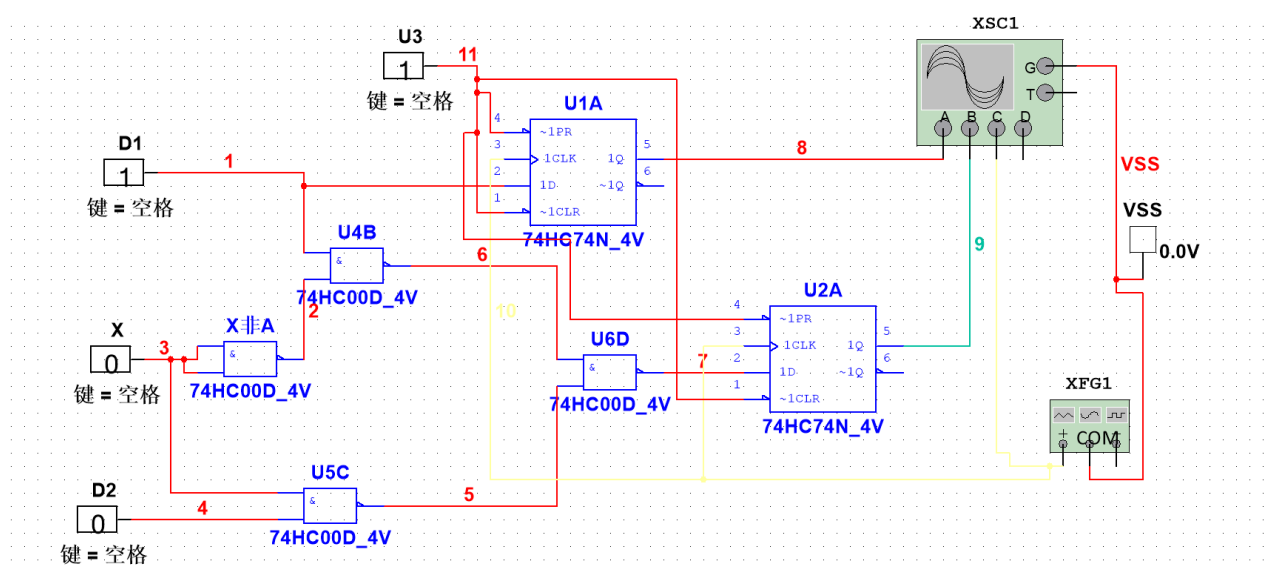 XSC1
G
T
A B C D
U3
1
键 = 空格
11
U1A
4
3
2
1
~1PR
1CLK
1D
~1CLR
1Q
~1Q
5
6
74HC74N_4V
8
D1
1
键 = 空格
1
VSS
VSS
0.0V
U4B
&
74HC00D_4V
6
9
2
10
X
0
键 = 空格
3
X非A
&
74HC00D_4V
U6D
&
74HC00D_4V
7
U2A
4
3
2
1
~1PR
1CLK
1D
~1CLR
1Q
~1Q
5
6
74HC74N_4V
XFG1
+
COM
U5C
&
74HC00D_4V
5
D2
0
键 = 空格
4